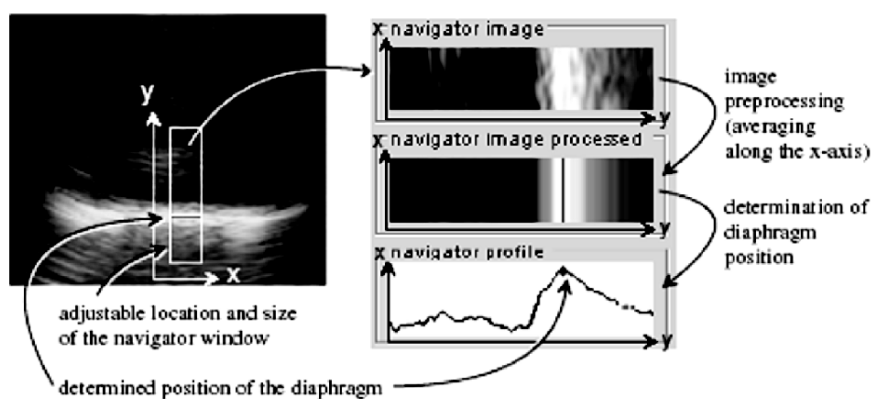 x navigator image
y
image
preprocessing
(averaging
along the x-axis)
y
x
adjustable location and size
of the navigator window
x navigator image processed
y
determination of
diaphragm
position
x navigator profile
y
determined position of the diaphragm